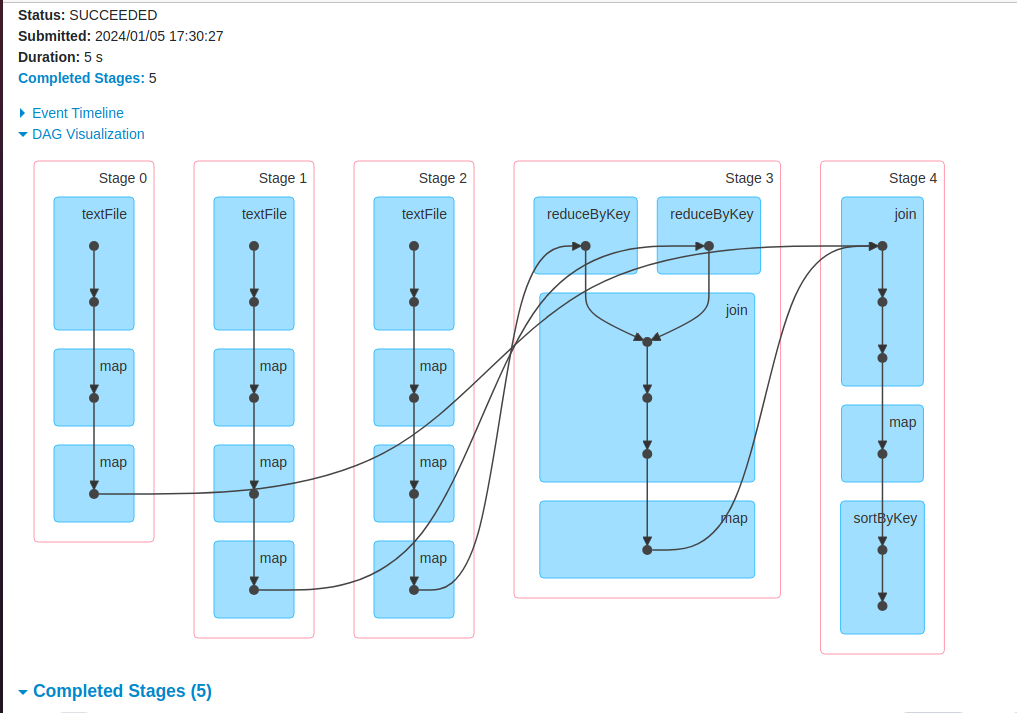 Status: SUCCEEDED
Submitted: 2024/01/05 17:30:27
Duration: 5 s
Completed Stages: 5
Event Timeline
DAG Visualization
Stage 0
textFile
map
map
Stage 1
textFile
map
map
map
Stage 2
textFile
map
map
map
Stage 3
reduceByKey
reduceByKey
join
map
Stage 4
join
map
sortByKey
Completed Stages (5)